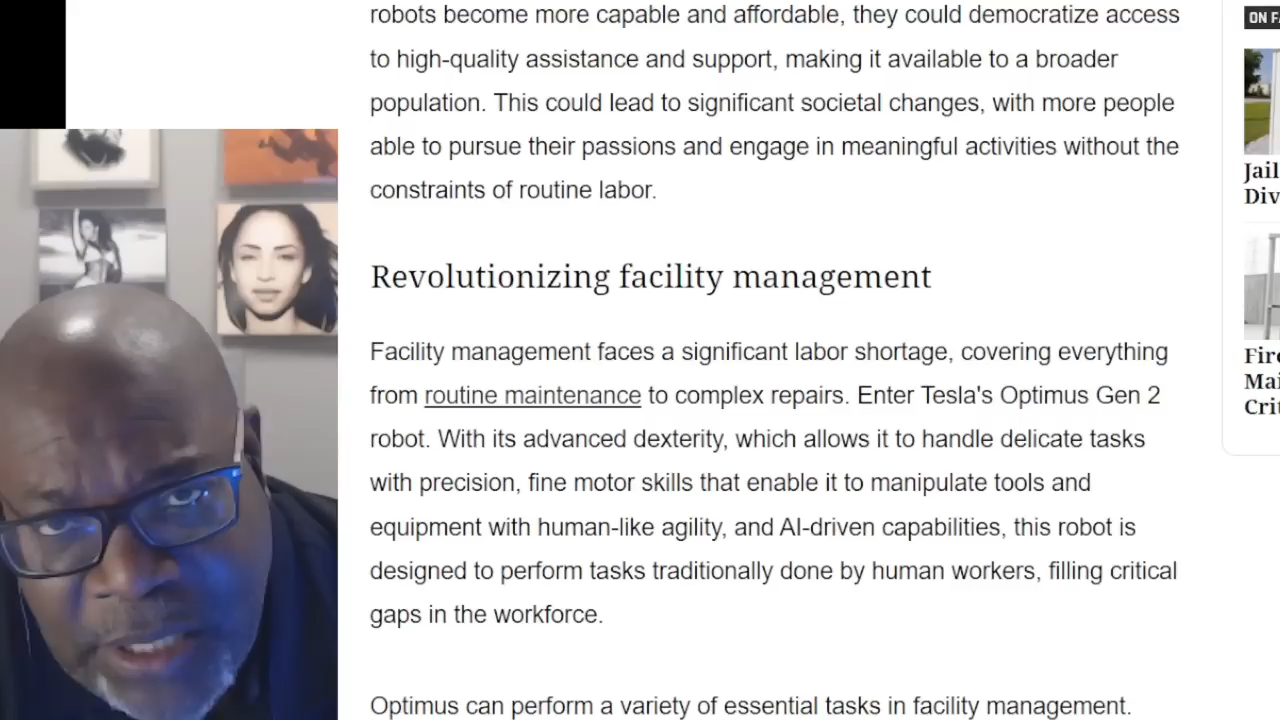 robots become more capable and affordable, they could democratize access
to high-quality assistance and support, making it available to a broader
population. This could lead to significant societal changes, with more people
able to pursue their passions and engage in meaningful activities without the
constraints of routine labor.
Revolutionizing facility management
Facility management faces a significant labor shortage, covering everything
from routine maintenance to complex repairs. Enter Tesla's Optimus Gen 2
robot. With its advanced dexterity, which allows it to handle delicate tasks
with precision, fine motor skills that enable it to manipulate tools and
equipment with human-like agility, and AI-driven capabilities, this robot is
designed to perform tasks traditionally done by human workers, filling critical
gaps in the workforce.
Optimus can perform a variety of essential tasks in facility management.
ON
Jail
Div
Fire
Mai
Crit